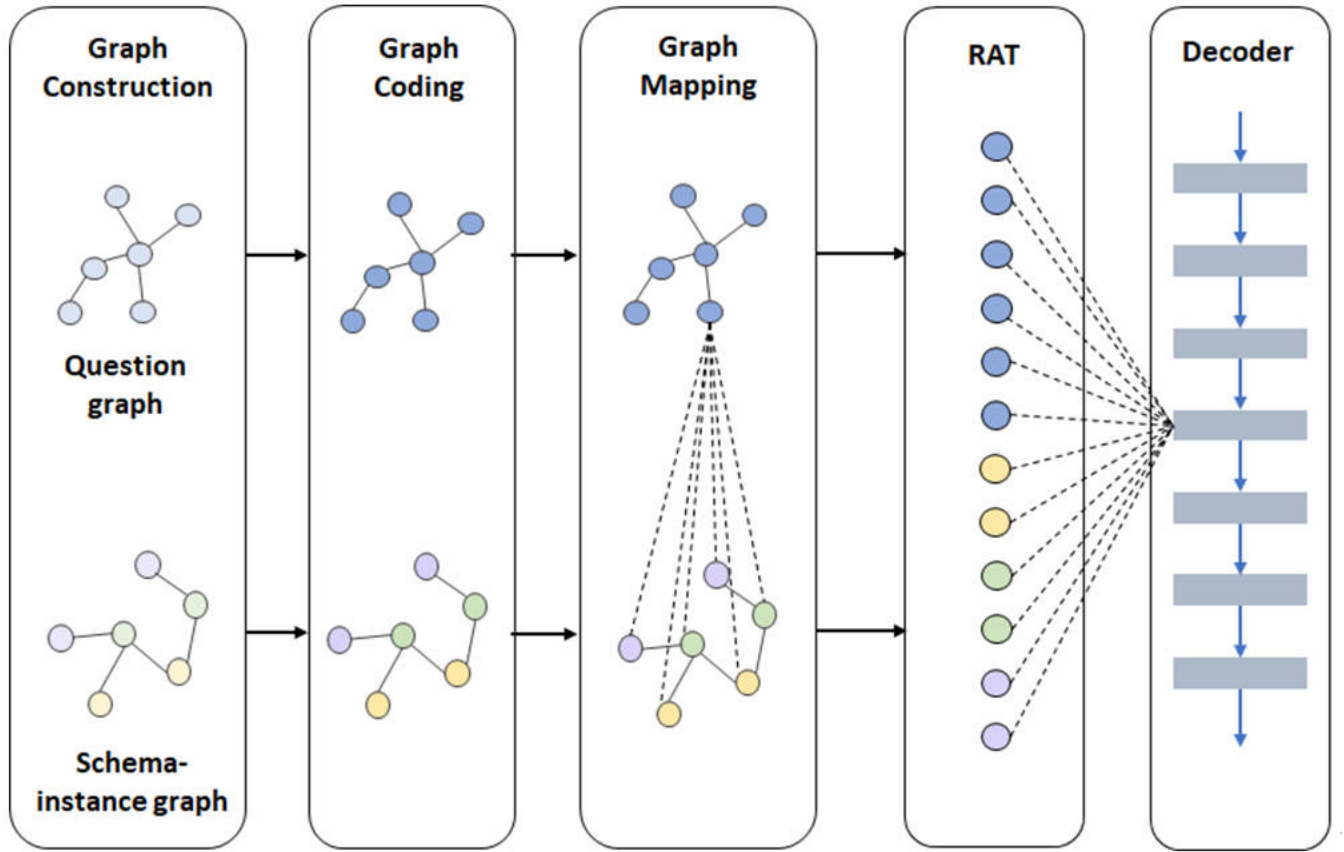 Graph
Construction
Graph
Coding
Graph
Mapping
RAT
Decoder
Question
graph
Schema-
instance graph